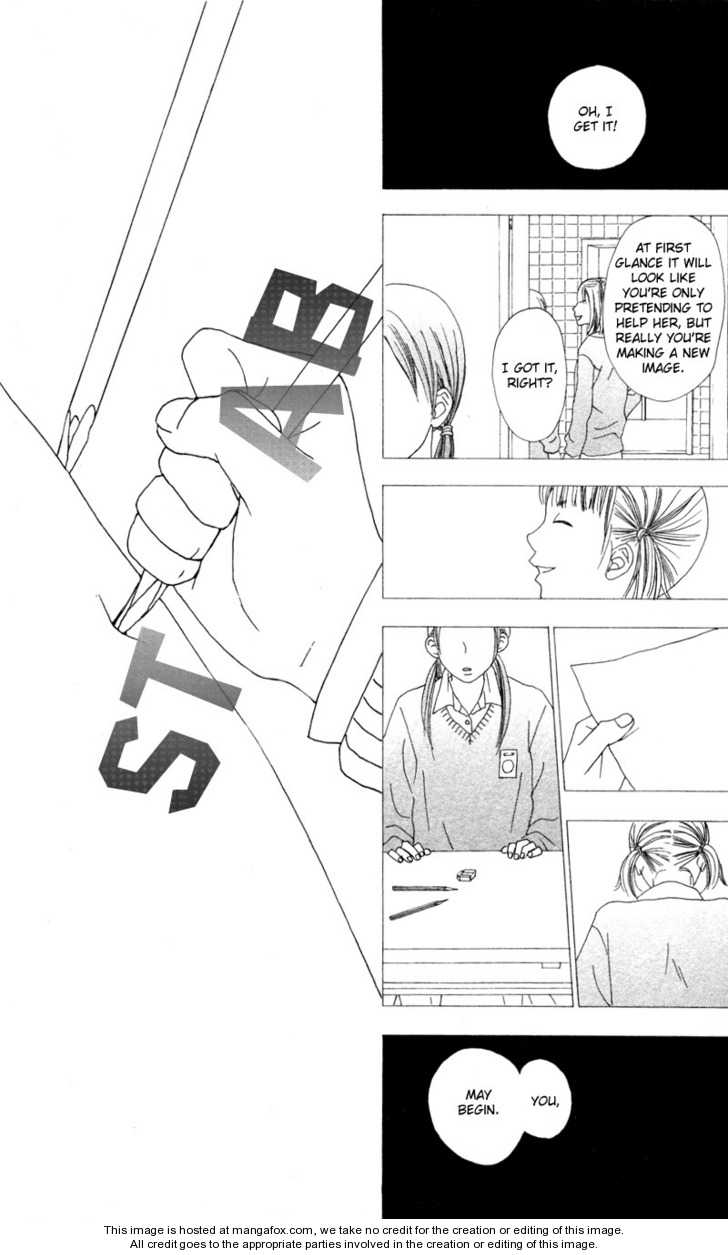 OH, I
GET IT!
AT FIRST
GLANCE IT WILL
LOOK LIKE
YOU'RE ONLY
PRETENDING TO
HELP HER, BUT
REALLY YOU'RE
MAKING A NEW
IMAGE.
I GOT IT,
RIGHT?
YOU,
MAY
BEGIN.
STAB
This image is hosted at mangafox.com, we take no credit for the creation or editing of this image.
All credit goes to the appropriate parties involved in the creation or editing of this image.